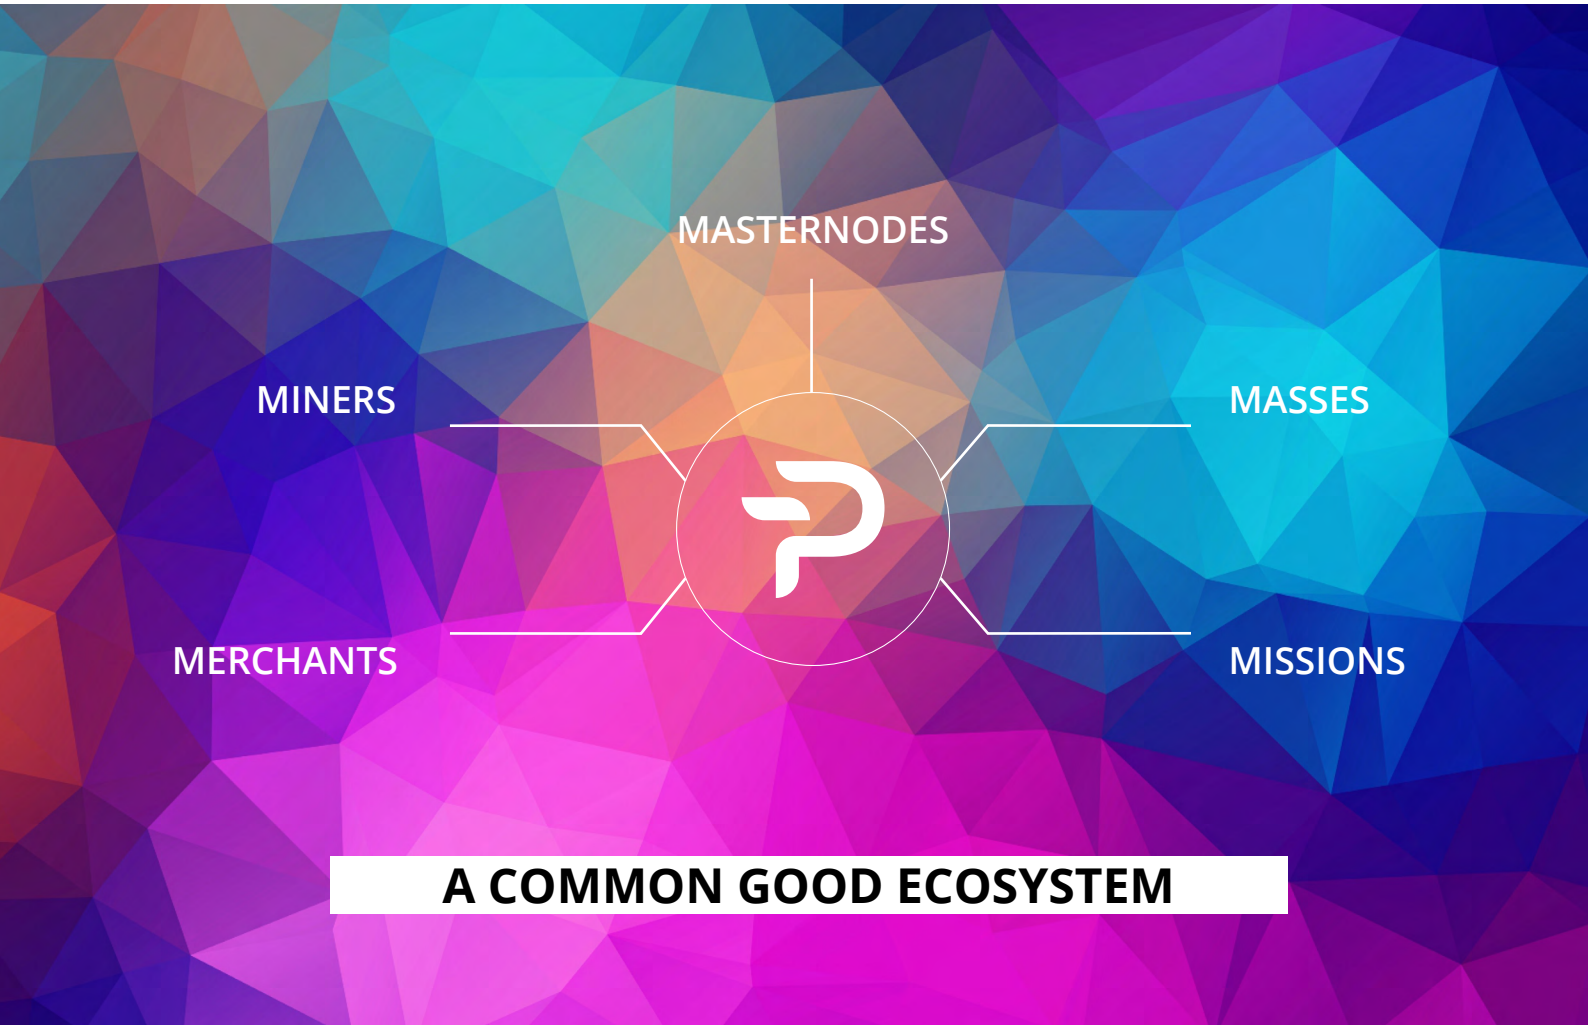 MASTERNODES
MINERS
MASSES
MERCHANTS
MISSIONS
A COMMON GOOD ECOSYSTEM